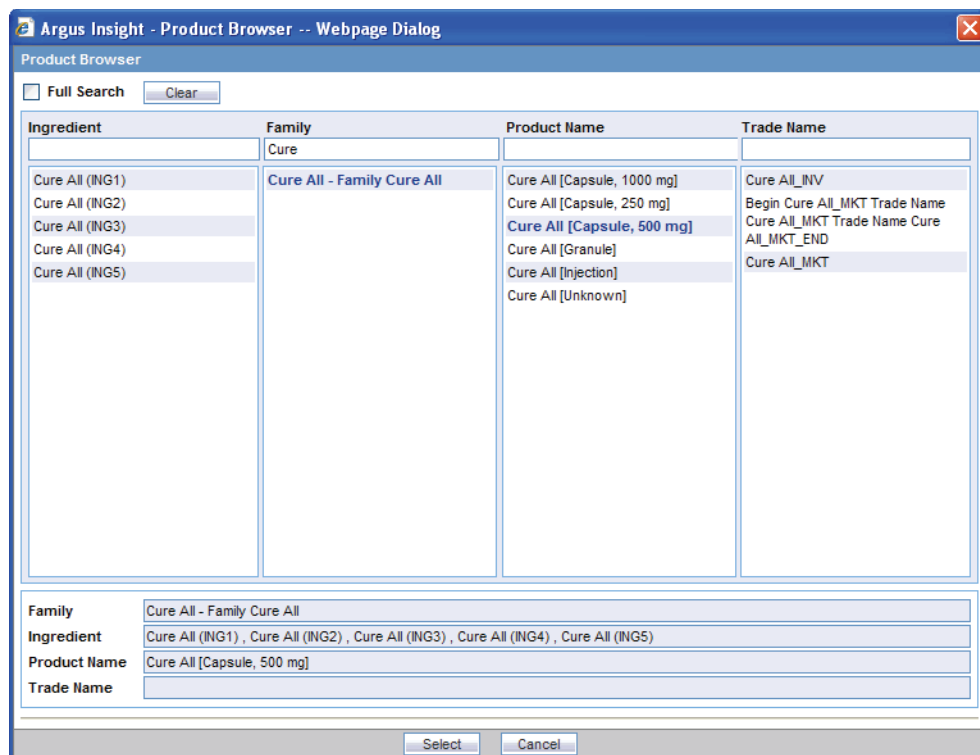 Argus Insight - Product Browser -- Webpage Dialog
Product Browser
Full Search
Clear
Ingredient
Family
Product Name
Trade Name
Cure
Cure All (ING1)
Cure All (ING2)
Cure All (ING3)
Cure All (ING4)
Cure All (ING5)
Cure All - Family Cure All
Cure All [Capsule, 1000 mg]
Cure All [Capsule, 250 mg]
Cure All [Capsule, 500 mg]
Cure All [Granule]
Cure All [Injection]
Cure All [Unknown]
Cure All_INV
Begin Cure All_MKT Trade Name
Cure All_MKT Trade Name Cure
All_MKT_END
Cure All_MKT
Family
Cure All - Family Cure All
Ingredient
Cure All (ING1) , Cure All (ING2) , Cure All (ING3) , Cure All (ING4) , Cure All (ING5)
Product Name
Cure All [Capsule, 500 mg]
Trade Name
Select
Cancel